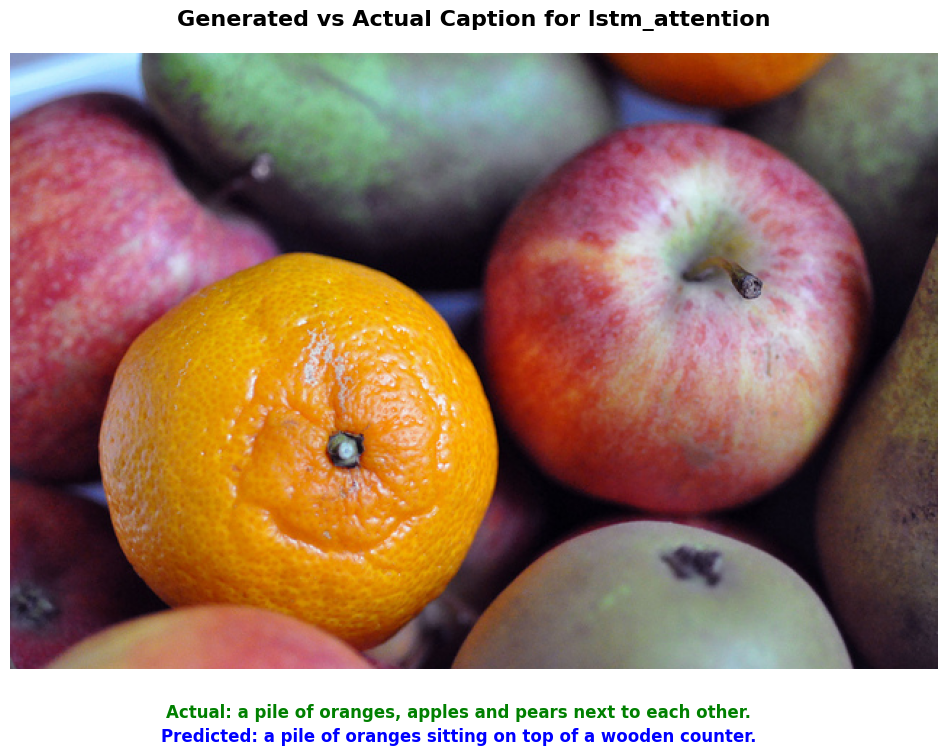 Generated vs Actual Caption for lstm_attention
Actual: a pile of oranges, apples and pears next to each other.
Predicted: a pile of oranges sitting on top of a wooden counter.